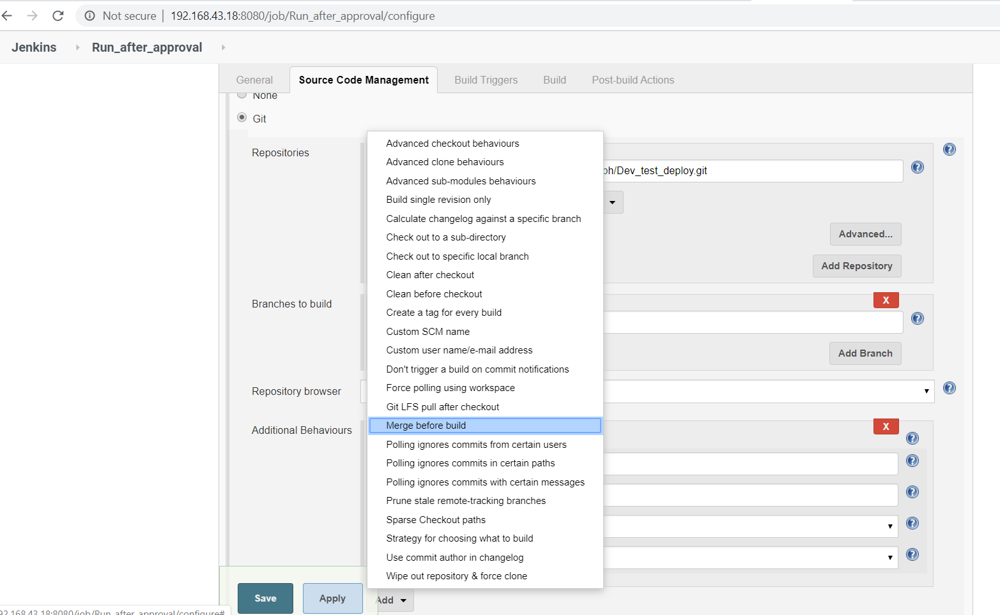 Not secure | 192.168.43.18:8080/job/Run_after_approval/configure
Jenkins Run_after_approval
General Source Code Management Build Triggers Build Post-build Actions
None
Git
Repositories
/Dev_test_deploy.git
Advanced...
Add Repository
Branches to build
X
Add Branch
Repository browser
Additional Behaviours
X
Advanced checkout behaviours
Advanced clone behaviours
Advanced sub-modules behaviours
Build single revision only
Calculate changelog against a specific branch
Check out to a sub-directory
Check out to specific local branch
Clean after checkout
Clean before checkout
Create a tag for every build
Custom SCM name
Custom user name/e-mail address
Don't trigger a build on commit notifications
Force polling using workspace
Git LFS pull after checkout
Merge before build
Polling ignores commits from certain users
Polling ignores commits in certain paths
Polling ignores commits with certain messages
Prune stale remote-tracking branches
Sparse Checkout paths
Strategy for choosing what to build
Use commit author in changelog
Wipe out repository & force clone
Save Apply Add
92.168.43.18:8080/job/Run_after_approval/configure#